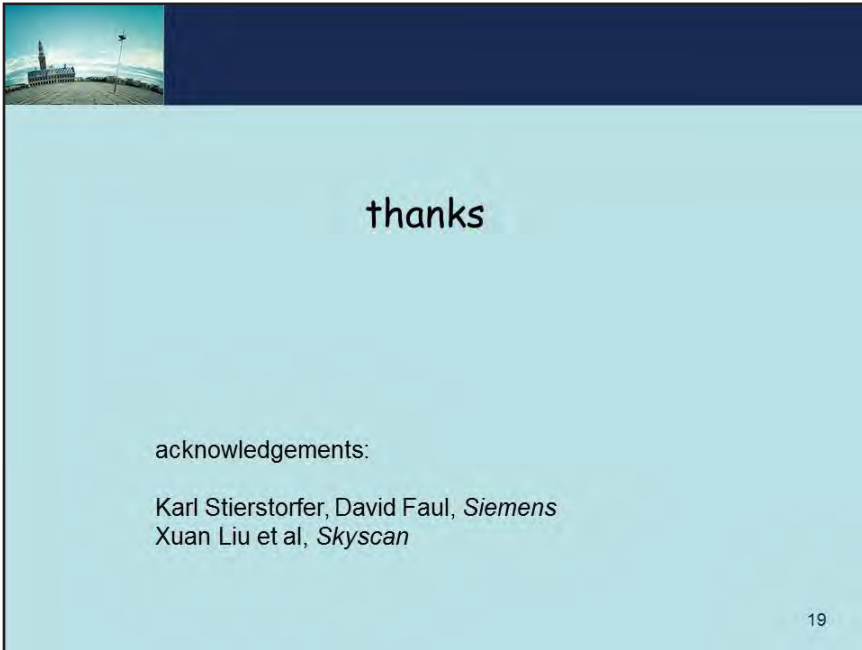 thanks
acknowledgements:
Karl Stierstorfer, David Faul, Siemens
Xuan Liu et al, Skyscan
19